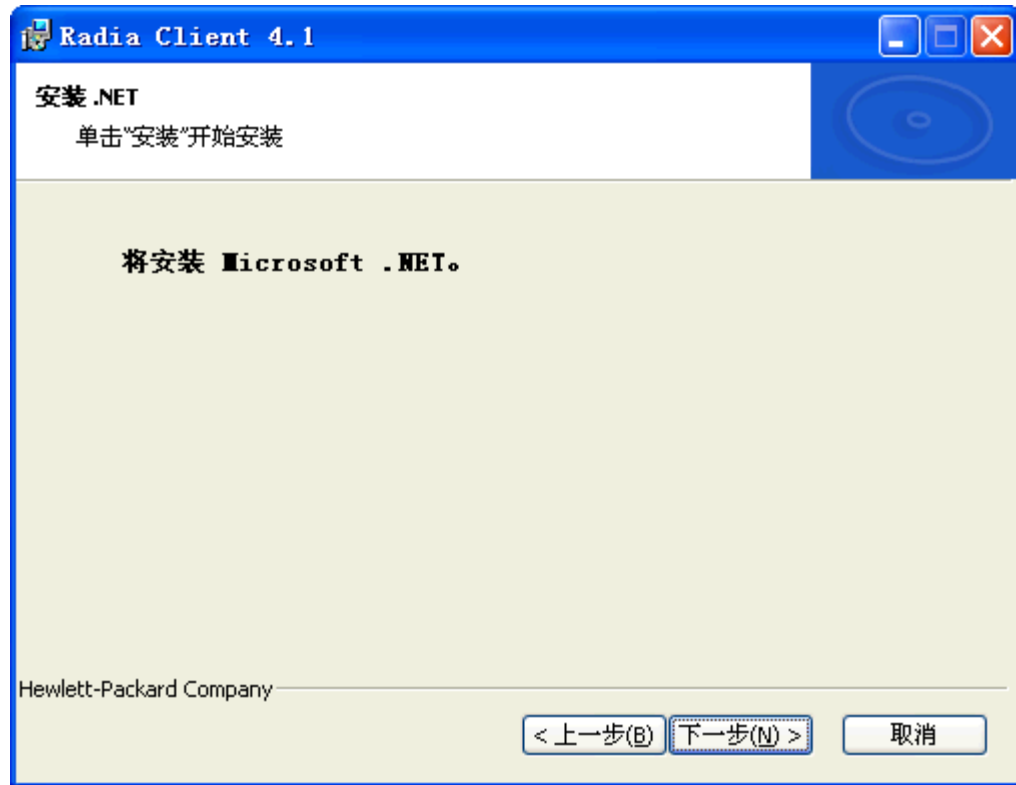 Radia Client 4.1
安装 .NET
单击"安装"开始安装
将安装 Microsoft .NET。
Hewlett-Packard Company
< 上一步(B) 下一步(N) > 取消